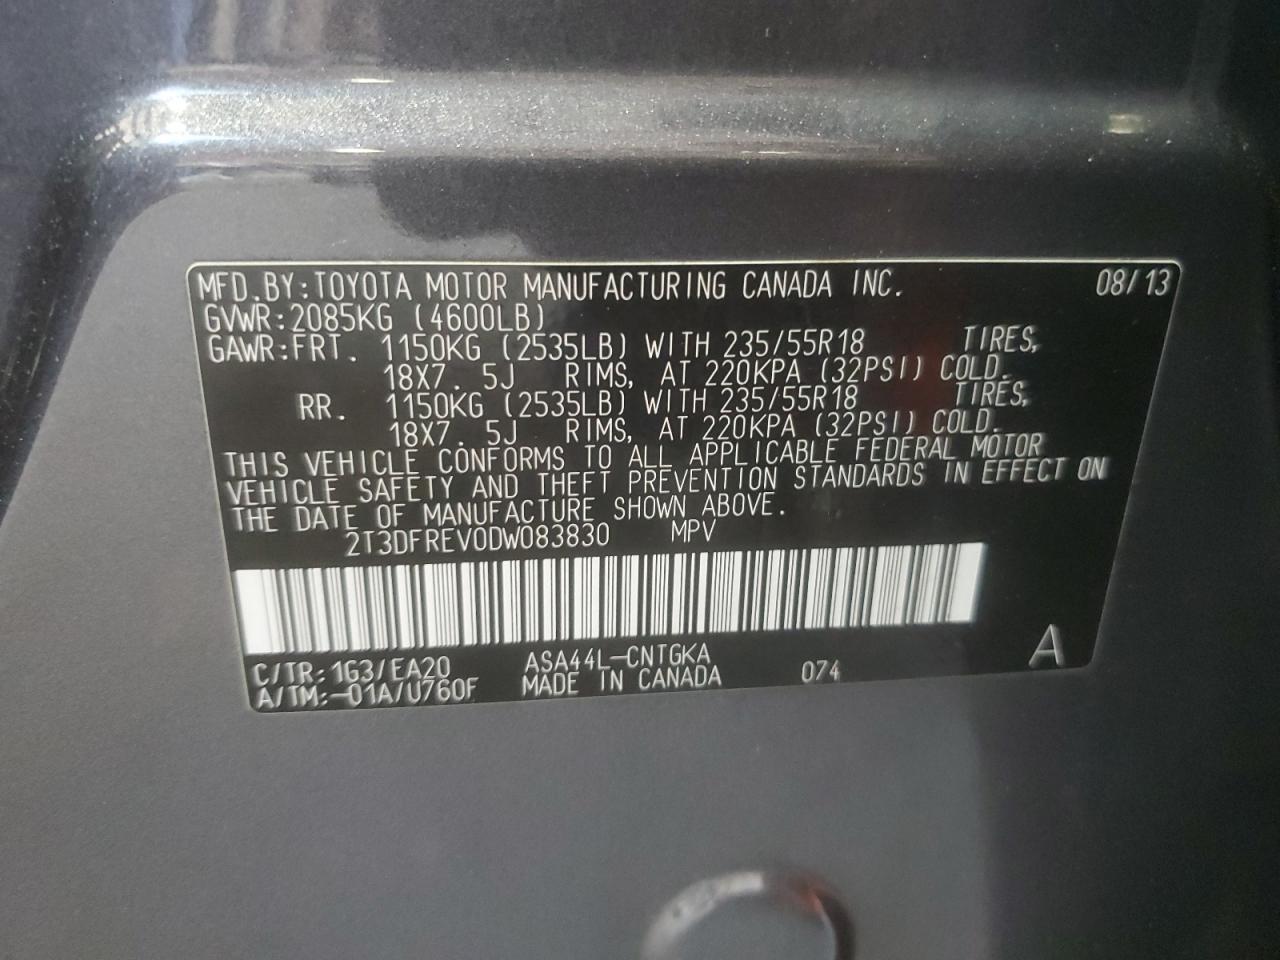 MFD.BY:TOYOTA MOTOR MANUFACTURING CANADA INC. 08/13
GVWR:2085KG (4600LB)
GAWR:FRT. 1150KG (2535LB) WITH 235/55R18 TIRES,
18X7.5J RIMS, AT 220KPA (32PSI) COLD.
RR. 1150KG (2535LB) WITH 235/55R18 TIRES,
18X7.5J RIMS, AT 220KPA (32PSI) COLD.
THIS VEHICLE CONFORMS TO ALL APPLICABLE FEDERAL MOTOR
VEHICLE SAFETY AND THEFT PREVENTION STANDARDS IN EFFECT ON
THE DATE OF MANUFACTURE SHOWN ABOVE.
2T3DFREV0DW083830 MPV
C/TR:1G3/EA20 ASA44L-CNTGKA 074 A
A/TM:-01A/U760F MADE IN CANADA